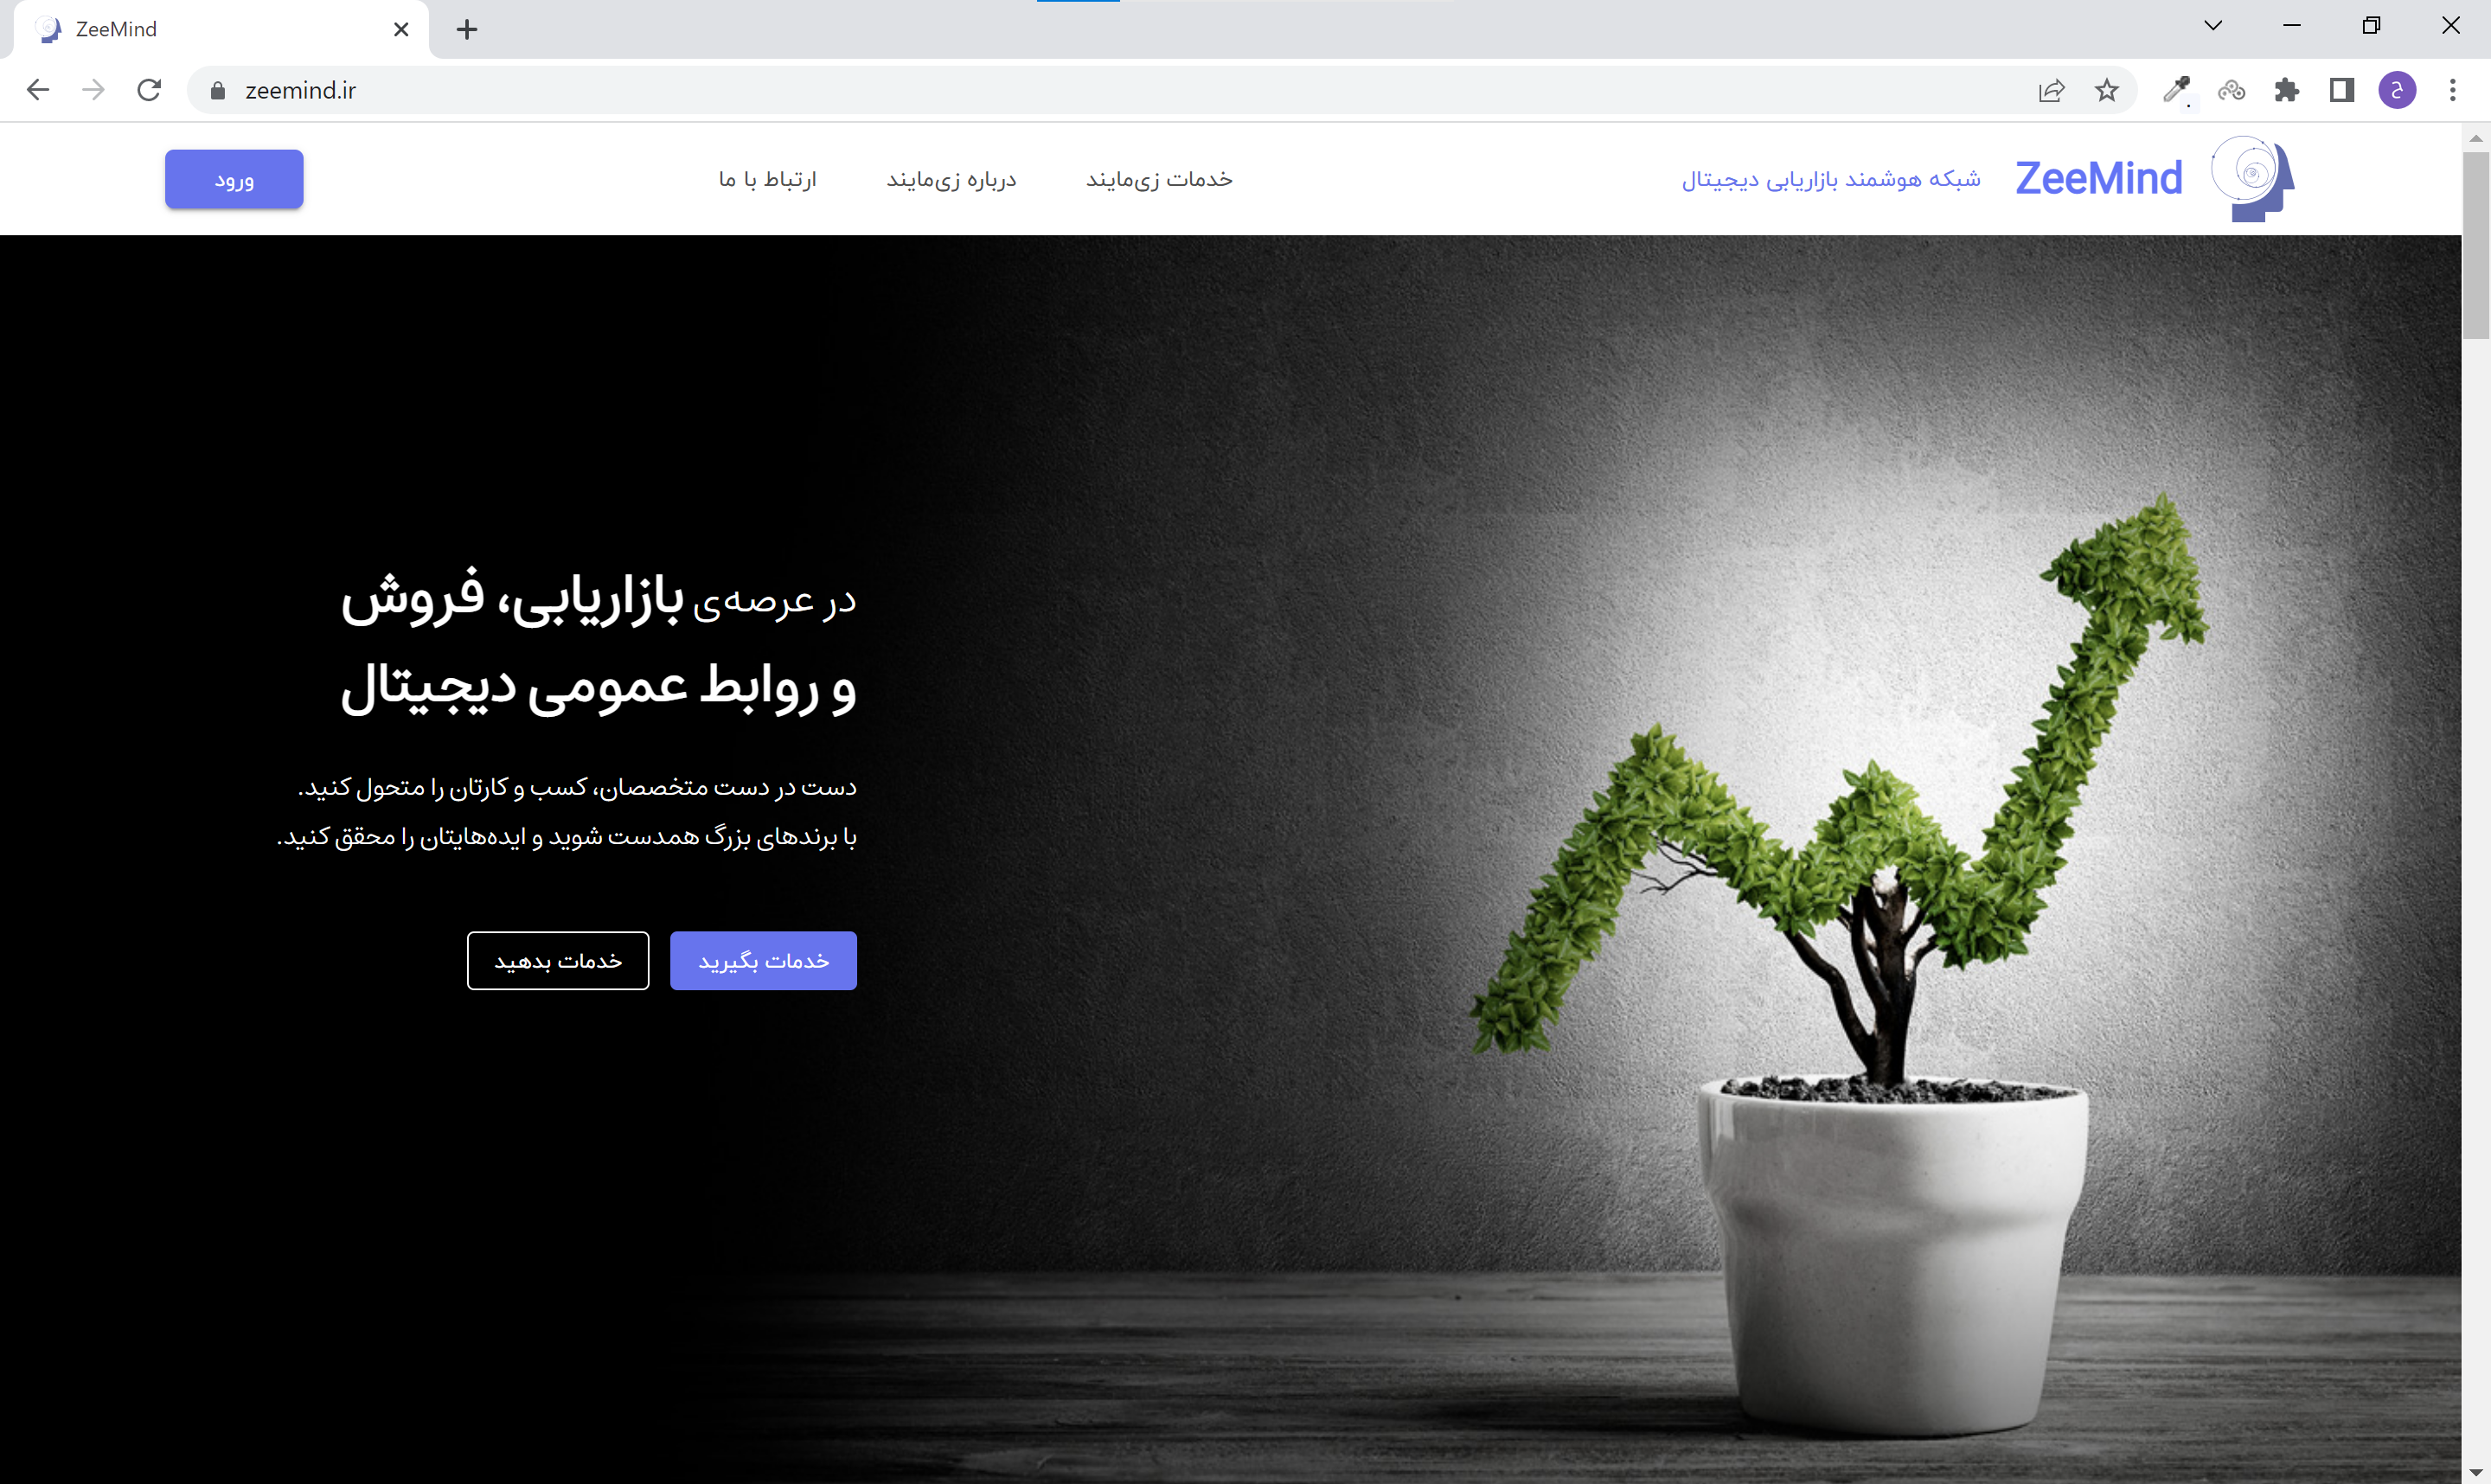 ZeeMind
zeemind.ir
ح
ZeeMind
شبکه هوشمند بازاریابی دیجیتال
خدمات زی‌مایند
درباره زی‌مایند
ارتباط با ما
ورود
در عرصه‌ی بازاریابی، فروش
و روابط عمومی دیجیتال
دست در دست متخصصان، کسب و کارتان را متحول کنید.
با برندهای بزرگ همدست شوید و ایده‌هایتان را محقق کنید.
خدمات بگیرید
خدمات بدهید